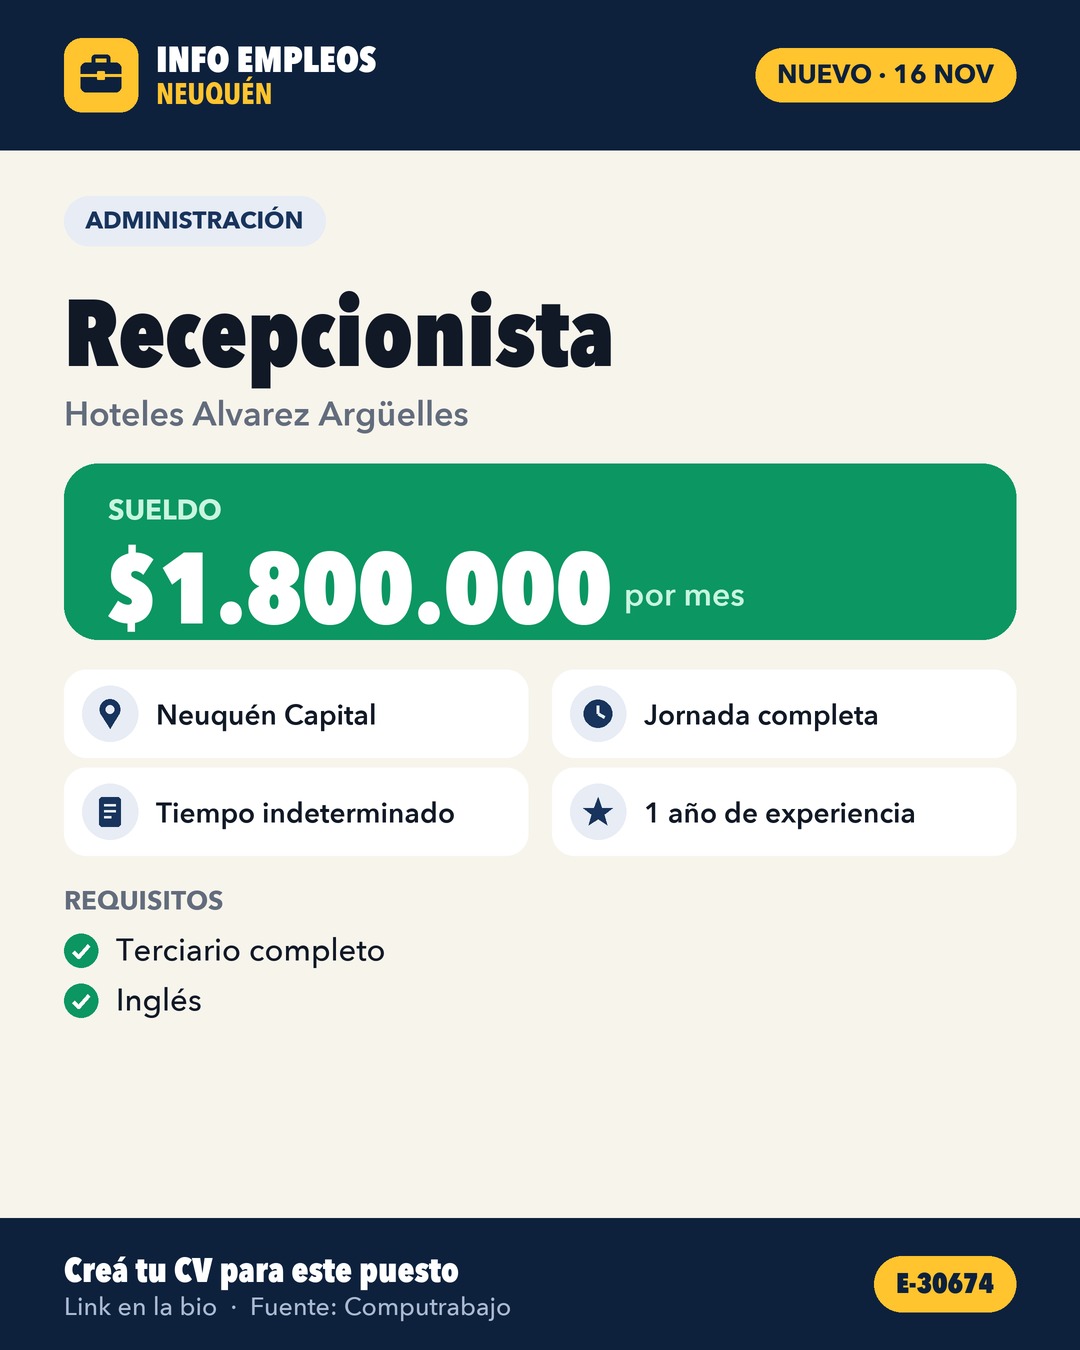 INFO EMPLEOS
NEUQUÉN
NUEVO · 16 NOV
ADMINISTRACIÓN
Recepcionista
Hoteles Alvarez Argüelles
SUELDO
$1.800.000 por mes
Neuquén Capital
Jornada completa
Tiempo indeterminado
1 año de experiencia
REQUISITOS
Terciario completo
Inglés
Creá tu CV para este puesto
Link en la bio · Fuente: Computrabajo
E-30674